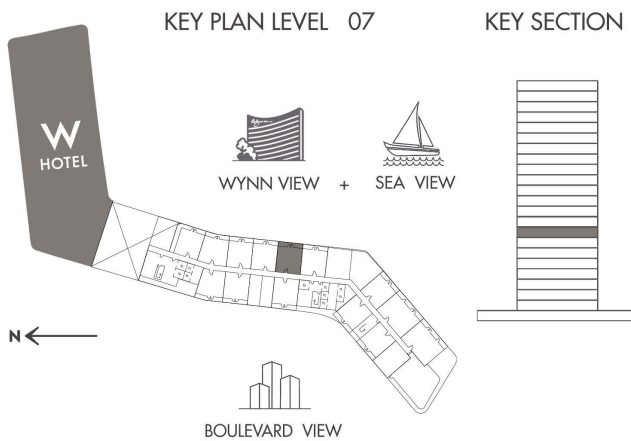 KEY PLAN LEVEL 07
KEY SECTION
W
HOTEL
WYNN VIEW + SEA VIEW
N
BOULEVARD VIEW